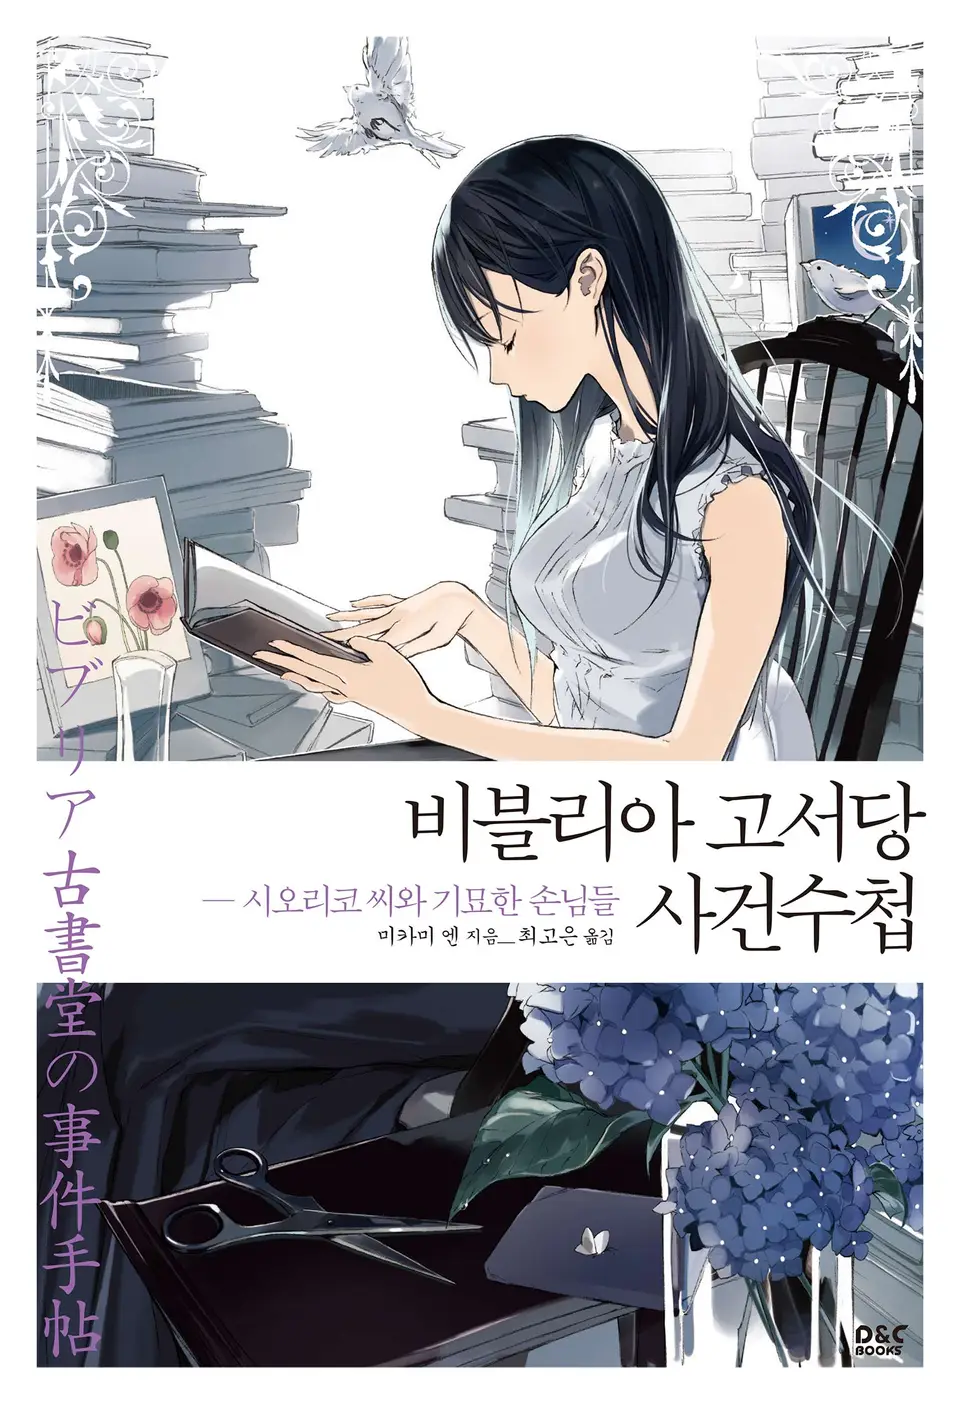 비블리아 고서당
사건수첩
— 시오리코 씨와 기묘한 손님들
미카미 엔 지음_최고은 옮김
ビブリア古書堂の事件手帖
D&C
BOOKS